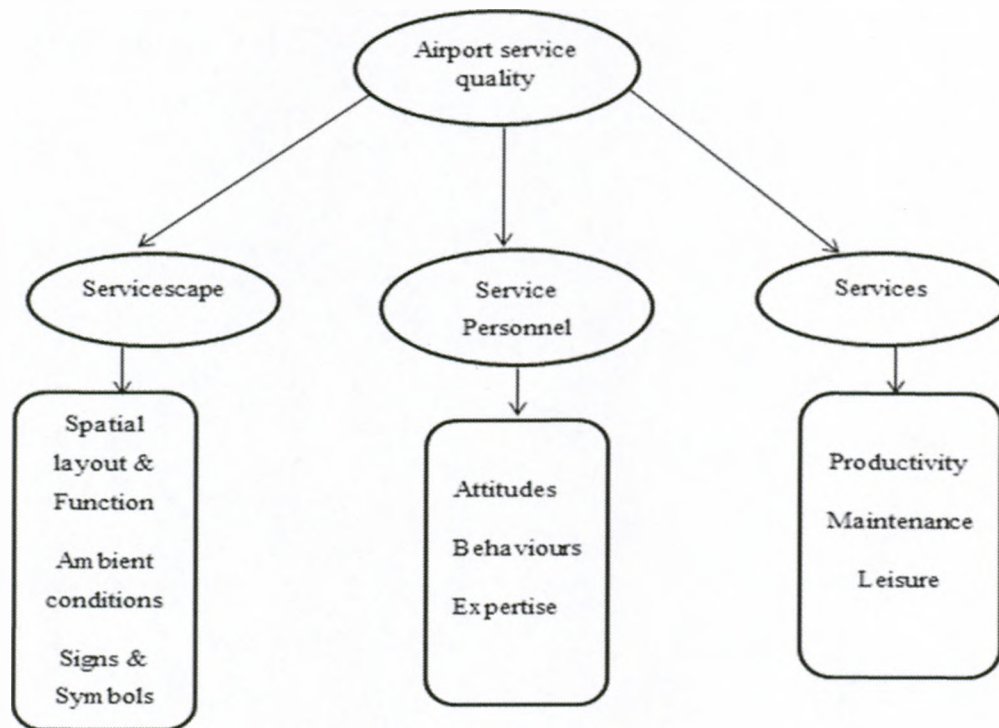 Airport service
quality
Servicescape
Service
Personnel
Services
Spatial
layout &
Function
Ambient
conditions
Signs &
Symbols
Attitudes
Behaviours
Expertise
Productivity
Maintenance
Leisure